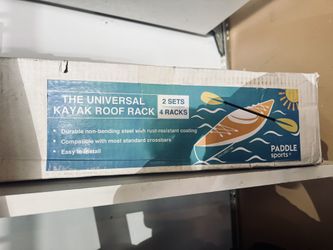 THE UNIVERSAL
KAYAK ROOF RACK
2 SETS
4 RACKS
• Durable non-bending steel with rust-resistant coating
• Compatible with most standard crossbars
• Easy to install
PADDLE
sports®